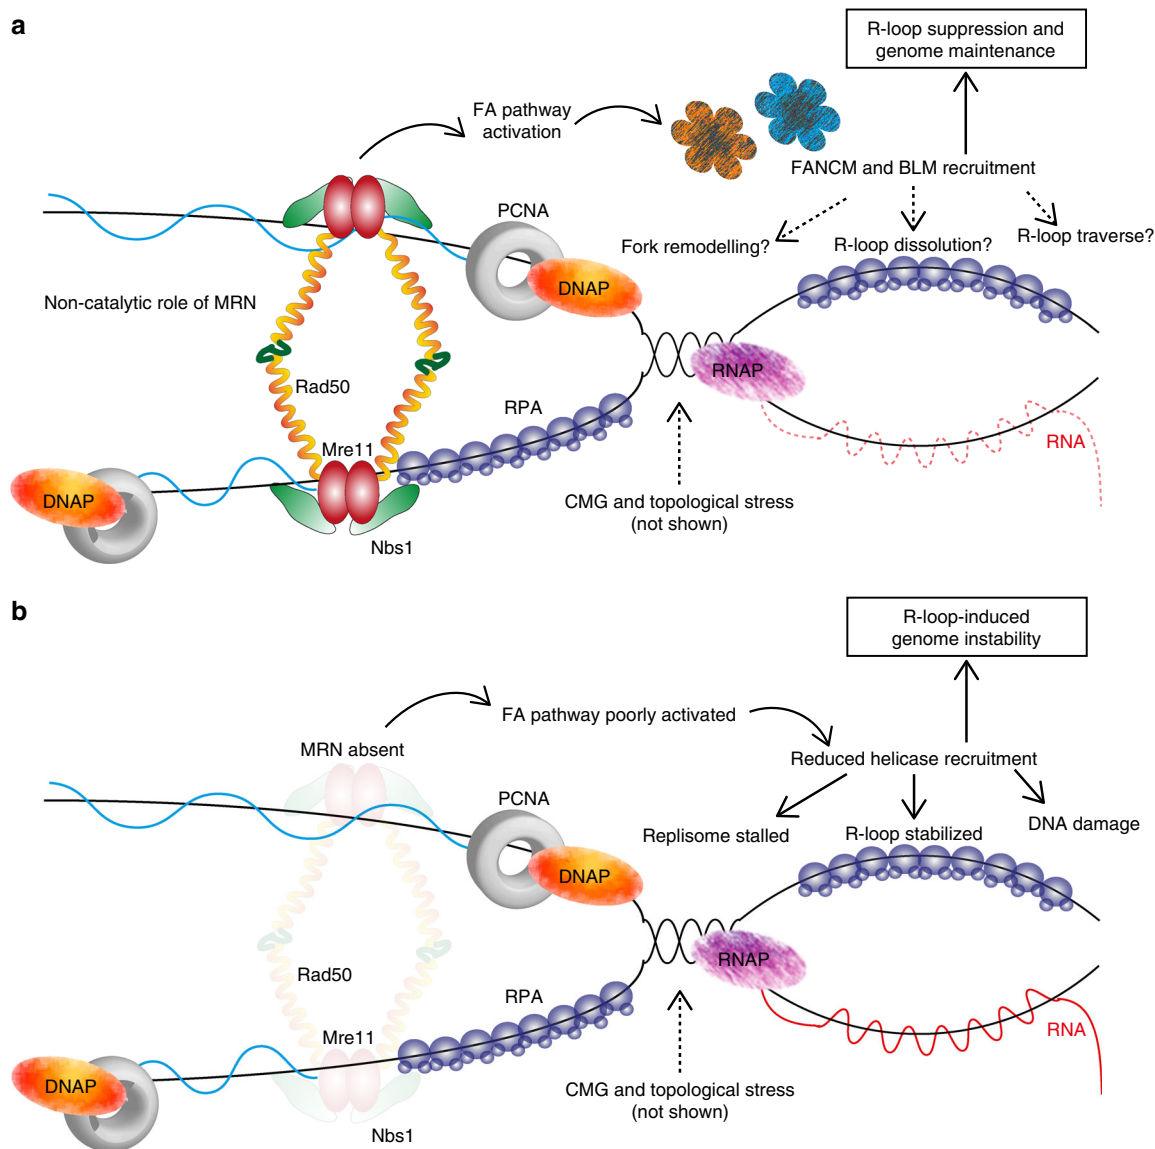 a
R-loop suppression and
genome maintenance
FA pathway
activation
FANCM and BLM recruitment
PCNA
Fork remodelling?
R-loop dissolution?
R-loop traverse?
Non-catalytic role of MRN
DNAP
RNAP
Rad50
RPA
RNA
Mre11
DNAP
CMG and topological stress
(not shown)
Nbs1
b
R-loop-induced
genome instability
FA pathway poorly activated
MRN absent
Reduced helicase recruitment
PCNA
Replisome stalled
R-loop stabilized
DNA damage
DNAP
RNAP
Rad50
RPA
RNA
Mre11
DNAP
CMG and topological stress
(not shown)
Nbs1